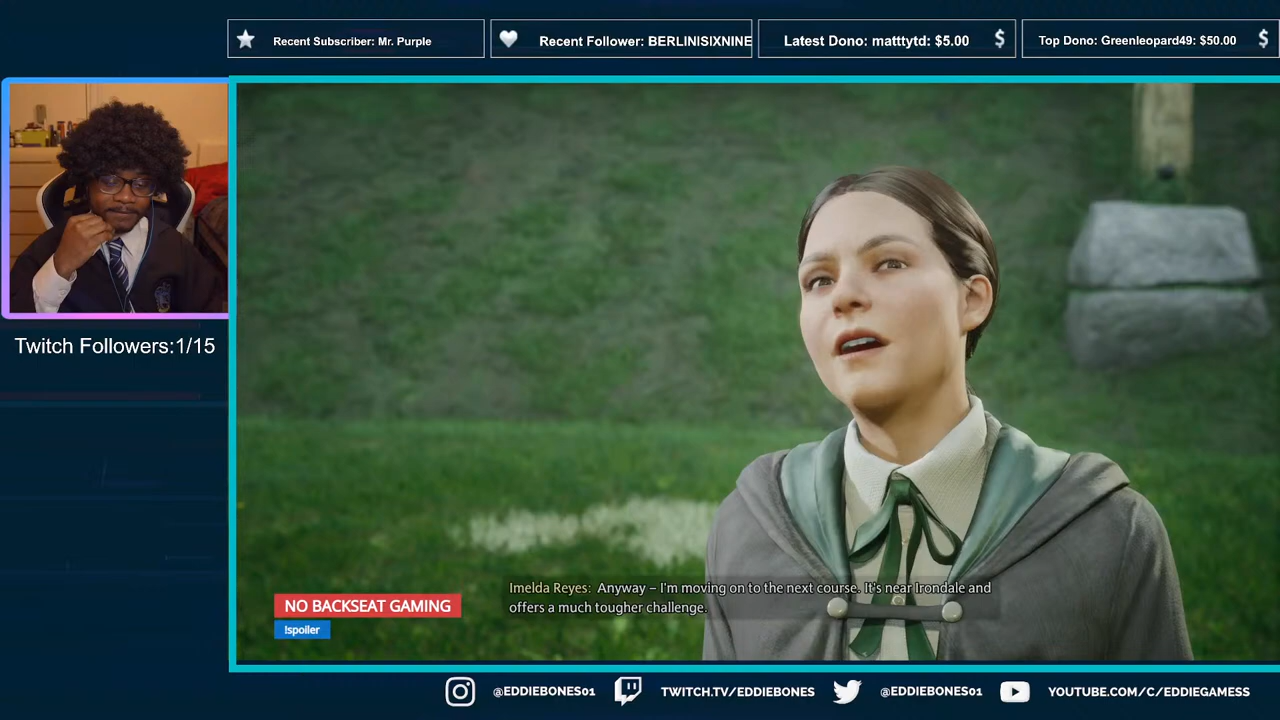 Recent Subscriber: Mr. Purple
Recent Follower: BERLINISIXNINE
Latest Dono: matttytd: $5.00 $
Top Dono: Greenleopard49: $50.00 $
Twitch Followers:1/15
Imelda Reyes: Anyway – I'm moving on to the next course. It's near Irondale and
offers a much tougher challenge.
NO BACKSEAT GAMING
!spoiler
@EDDIEBONES01
TWITCH.TV/EDDIEBONES
@EDDIEBONES01
YOUTUBE.COM/C/EDDIEGAMESS